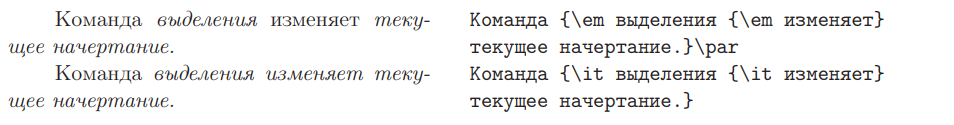 Команда выделения изменяет теку-
щее начертание.
Команда выделения изменяет теку-
щее начертание.
Команда {\em выделения {\em изменяет}
текущее начертание.}\par
Команда {\it выделения {\it изменяет}
текущее начертание.}